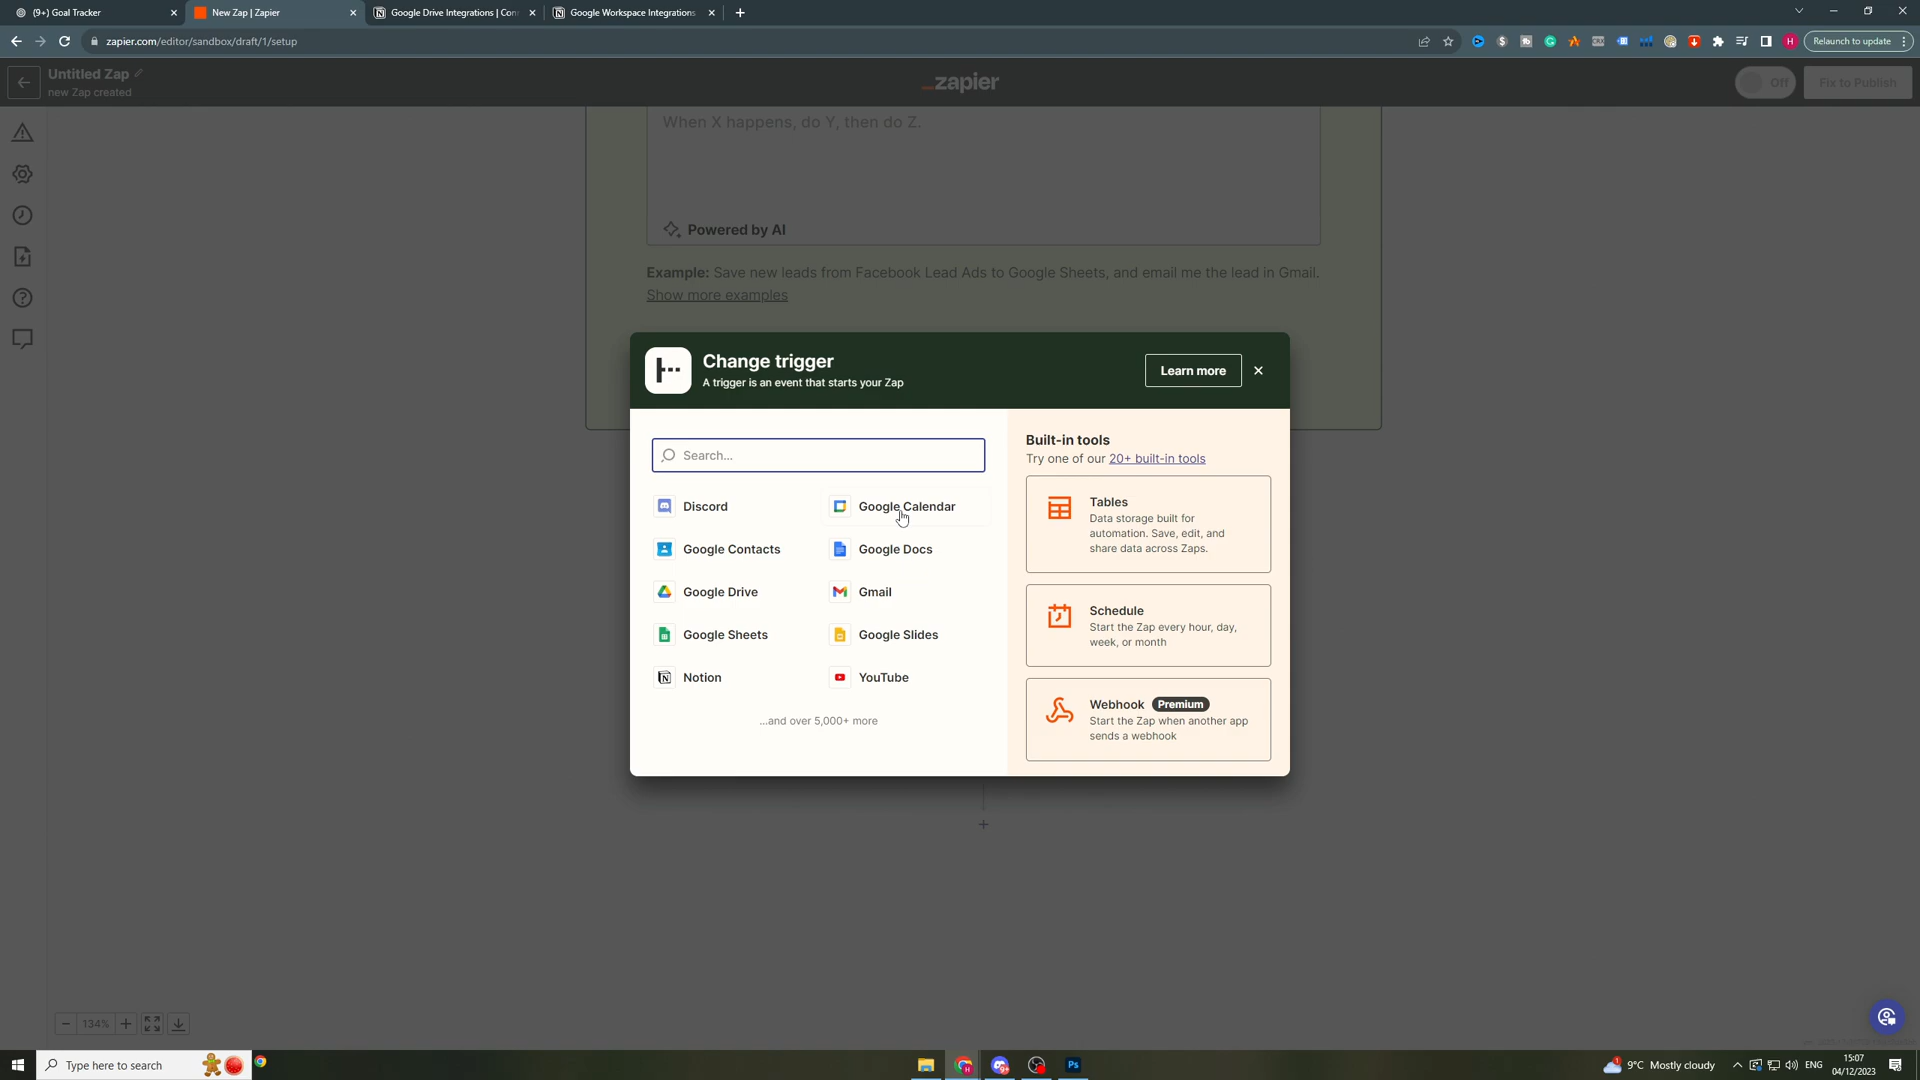 (9+) Goal Tracker
New Zap | Zapier
Google Drive Integrations | Con
Google Workspace Integrations
zapier.com/editor/sandbox/draft/1/setup
Relaunch to update
Untitled Zap
new Zap created
zapier
Off
Fix to Publish
When X happens, do Y, then do Z.
Powered by AI
Example: Save new leads from Facebook Lead Ads to Google Sheets, and email me the lead in Gmail.
Show more examples
Change trigger
A trigger is an event that starts your Zap
Learn more
Search...
Discord
Google Calendar
Google Contacts
Google Docs
Google Drive
Gmail
Google Sheets
Google Slides
Notion
YouTube
...and over 5,000+ more
Built-in tools
Try one of our 20+ built-in tools
Tables
Data storage built for
automation. Save, edit, and
share data across Zaps.
Schedule
Start the Zap every hour, day,
week, or month
Webhook Premium
Start the Zap when another app
sends a webhook
134%
Type here to search
9°C Mostly cloudy
ENG
15:07
04/12/2023